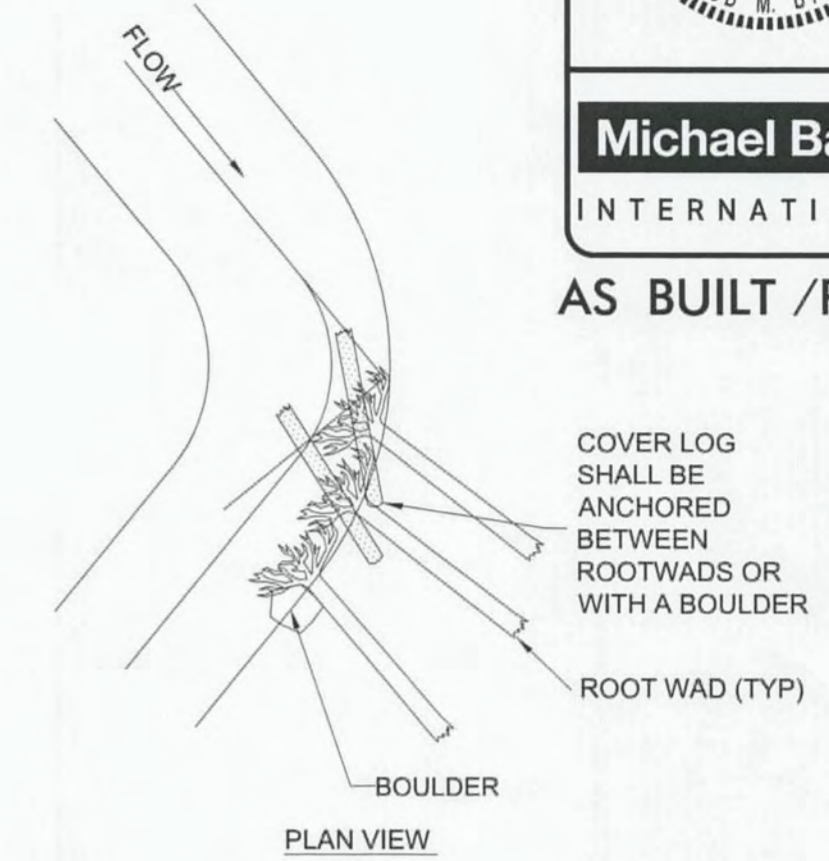 FLOW
M.
Michael Ba
INTERNATI
AS BUILT /
COVER LOG
SHALL BE
ANCHORED
BETWEEN
ROOTWADS OR
WITH A BOULDER
ROOT WAD (TYP)
BOULDER
PLAN VIEW